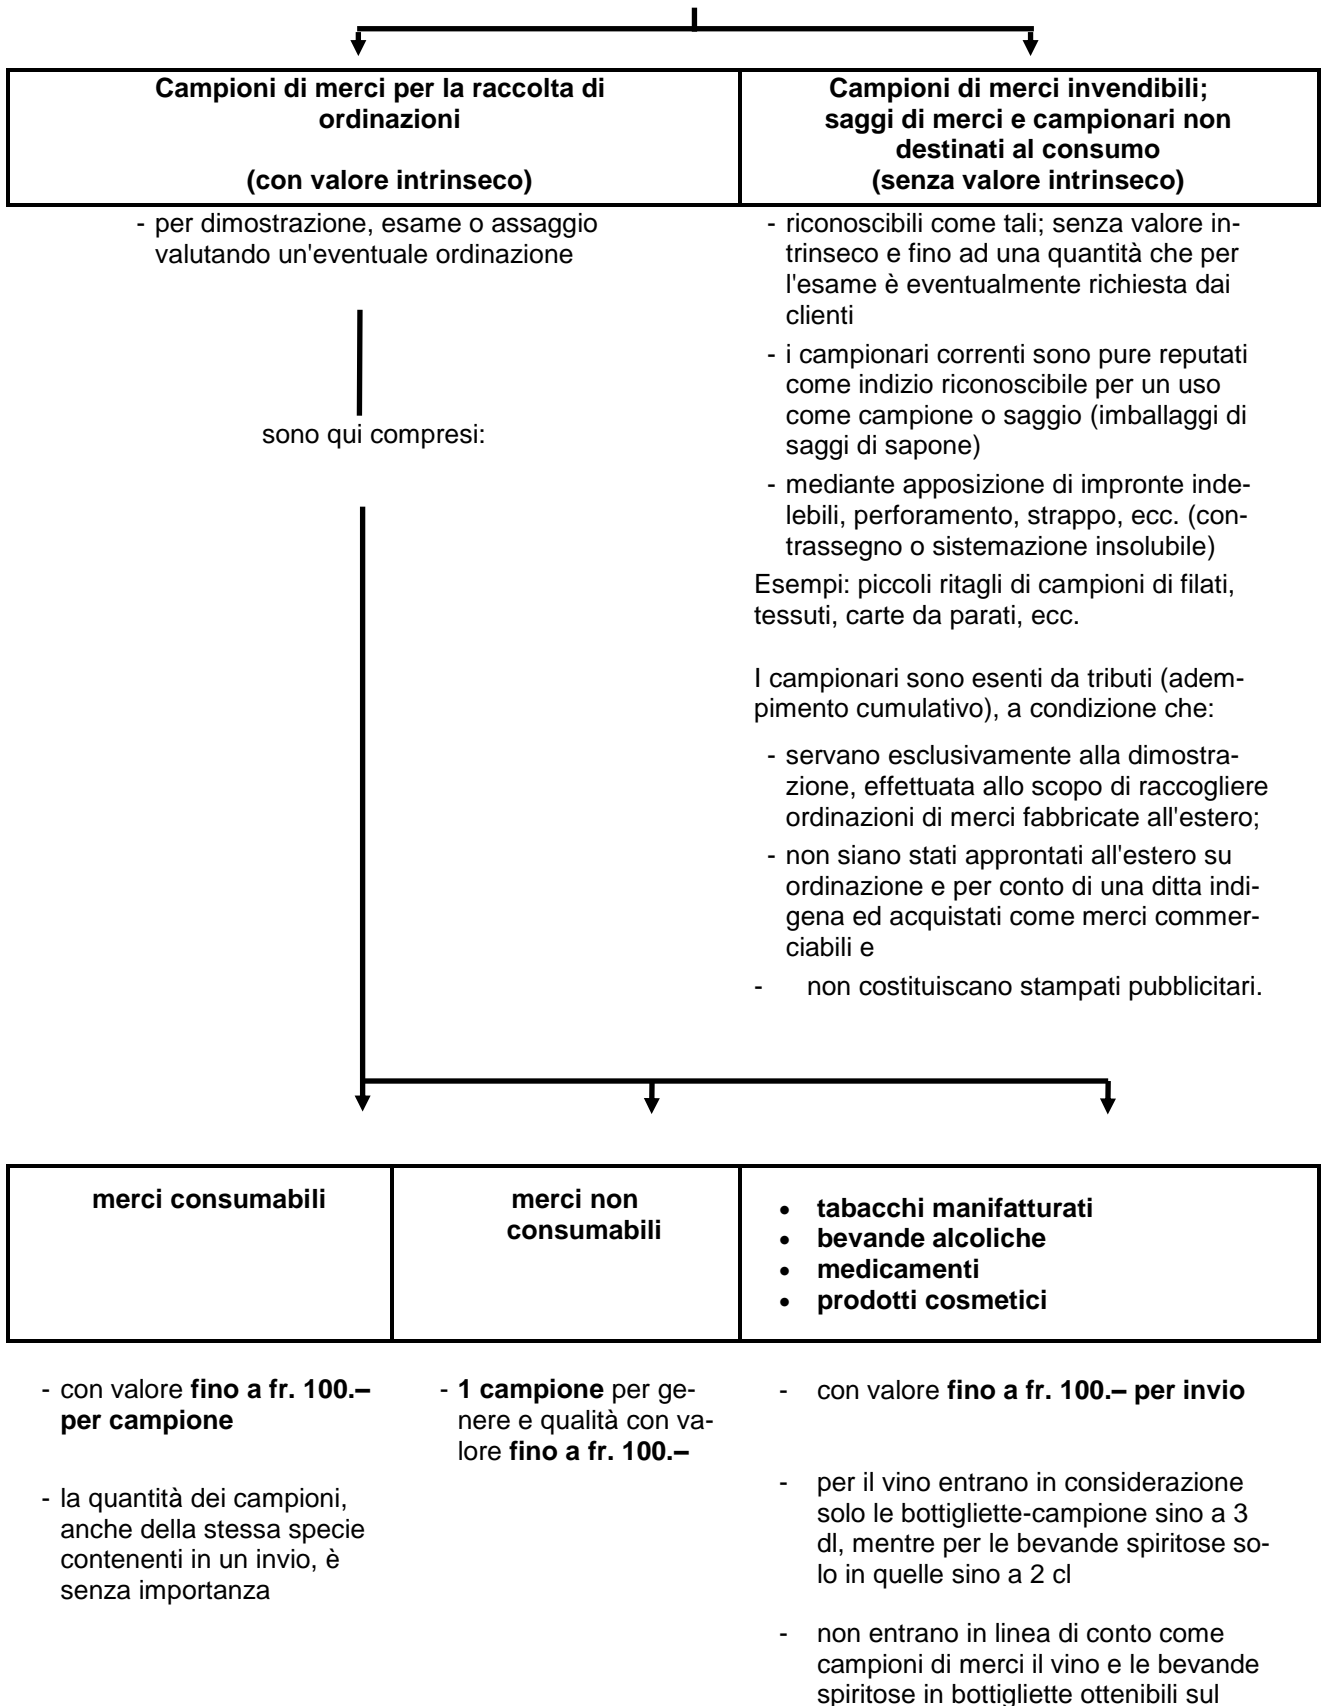 Campioni di merci per la raccolta di
ordinazioni
(con valore intrinseco)
Campioni di merci invendibili;
saggi di merci e campionari non
destinati al consumo
(senza valore intrinseco)
- per dimostrazione, esame o assaggio
valutando un'eventuale ordinazione
sono qui compresi:
- riconoscibili come tali; senza valore in-
trinseco e fino ad una quantità che per
l'esame è eventualmente richiesta dai
clienti
- i campionari correnti sono pure reputati
come indizio riconoscibile per un uso
come campione o saggio (imballaggi di
saggi di sapone)
- mediante apposizione di impronte inde-
lebili, perforamento, strappo, ecc. (con-
trassegno o sistemazione insolubile)
Esempi: piccoli ritagli di campioni di filati,
tessuti, carte da parati, ecc.
I campionari sono esenti da tributi (adem-
pimento cumulativo), a condizione che:
- servano esclusivamente alla dimostra-
zione, effettuata allo scopo di raccogliere
ordinazioni di merci fabbricate all'estero;
- non siano stati approntati all'estero su
ordinazione e per conto di una ditta indi-
gena ed acquistati come merci commer-
ciabili e
- non costituiscano stampati pubblicitari.
merci consumabili
merci non
consumabili
• tabacchi manifatturati
• bevande alcoliche
• medicamenti
• prodotti cosmetici
- con valore fino a fr. 100.–
per campione
- la quantità dei campioni,
anche della stessa specie
contenenti in un invio, è
senza importanza
- 1 campione per ge-
nere e qualità con va-
lore fino a fr. 100.–
- con valore fino a fr. 100.– per invio
- per il vino entrano in considerazione
solo le bottigliette-campione sino a 3
dl, mentre per le bevande spiritose so-
lo in quelle sino a 2 cl
- non entrano in linea di conto come
campioni di merci il vino e le bevande
spiritose in bottigliette ottenibili sul